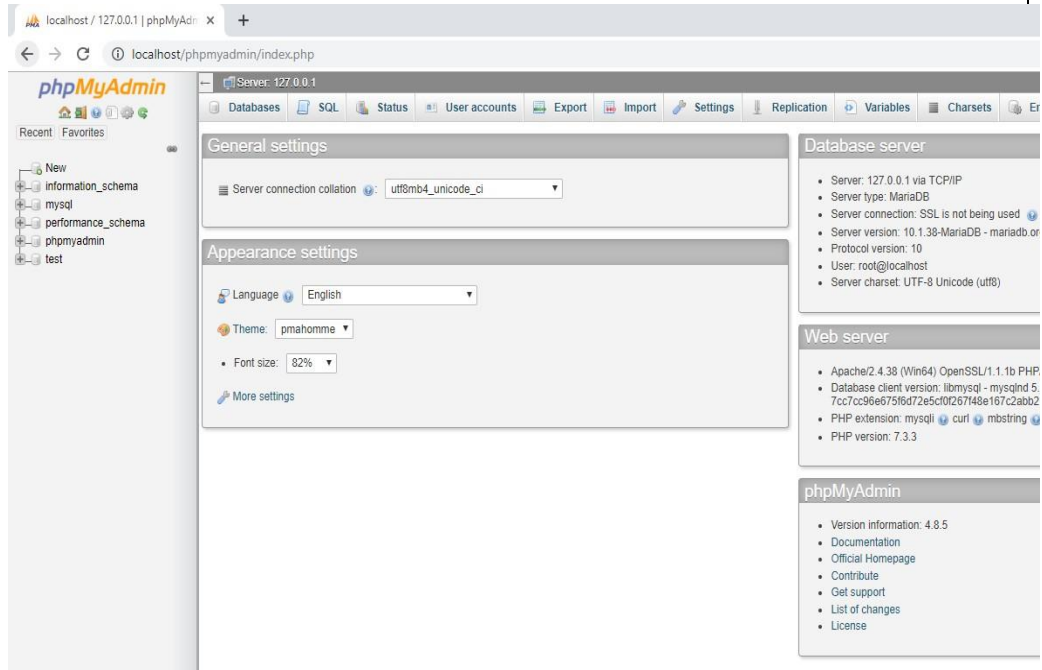 localhost / 127.0.0.1 | phpMyAdn
localhost/phpmyadmin/index.php
phpMyAdmin
Recent Favorites
New
information_schema
mysql
performance_schema
phpmyadmin
test
Server: 127.0.0.1
Databases SQL Status User accounts Export Import Settings Replication Variables Charsets En
General settings
Server connection collation : utf8mb4_unicode_ci
Appearance settings
Language English
Theme: pmahomme
Font size: 82%
More settings
Database server
Server: 127.0.0.1 via TCP/IP
Server type: MariaDB
Server connection: SSL is not being used
Server version: 10.1.38-MariaDB - mariadb.or
Protocol version: 10
User: root@localhost
Server charset: UTF-8 Unicode (utf8)
Web server
Apache/2.4.38 (Win64) OpenSSL/1.1.1b PHP/
Database client version: libmysql - mysqlnd 5.
7cc7cc96e675f6d72e5cf0f267f48e167c2abb2
PHP extension: mysqli curl mbstring
PHP version: 7.3.3
phpMyAdmin
Version information: 4.8.5
Documentation
Official Homepage
Contribute
Get support
List of changes
License